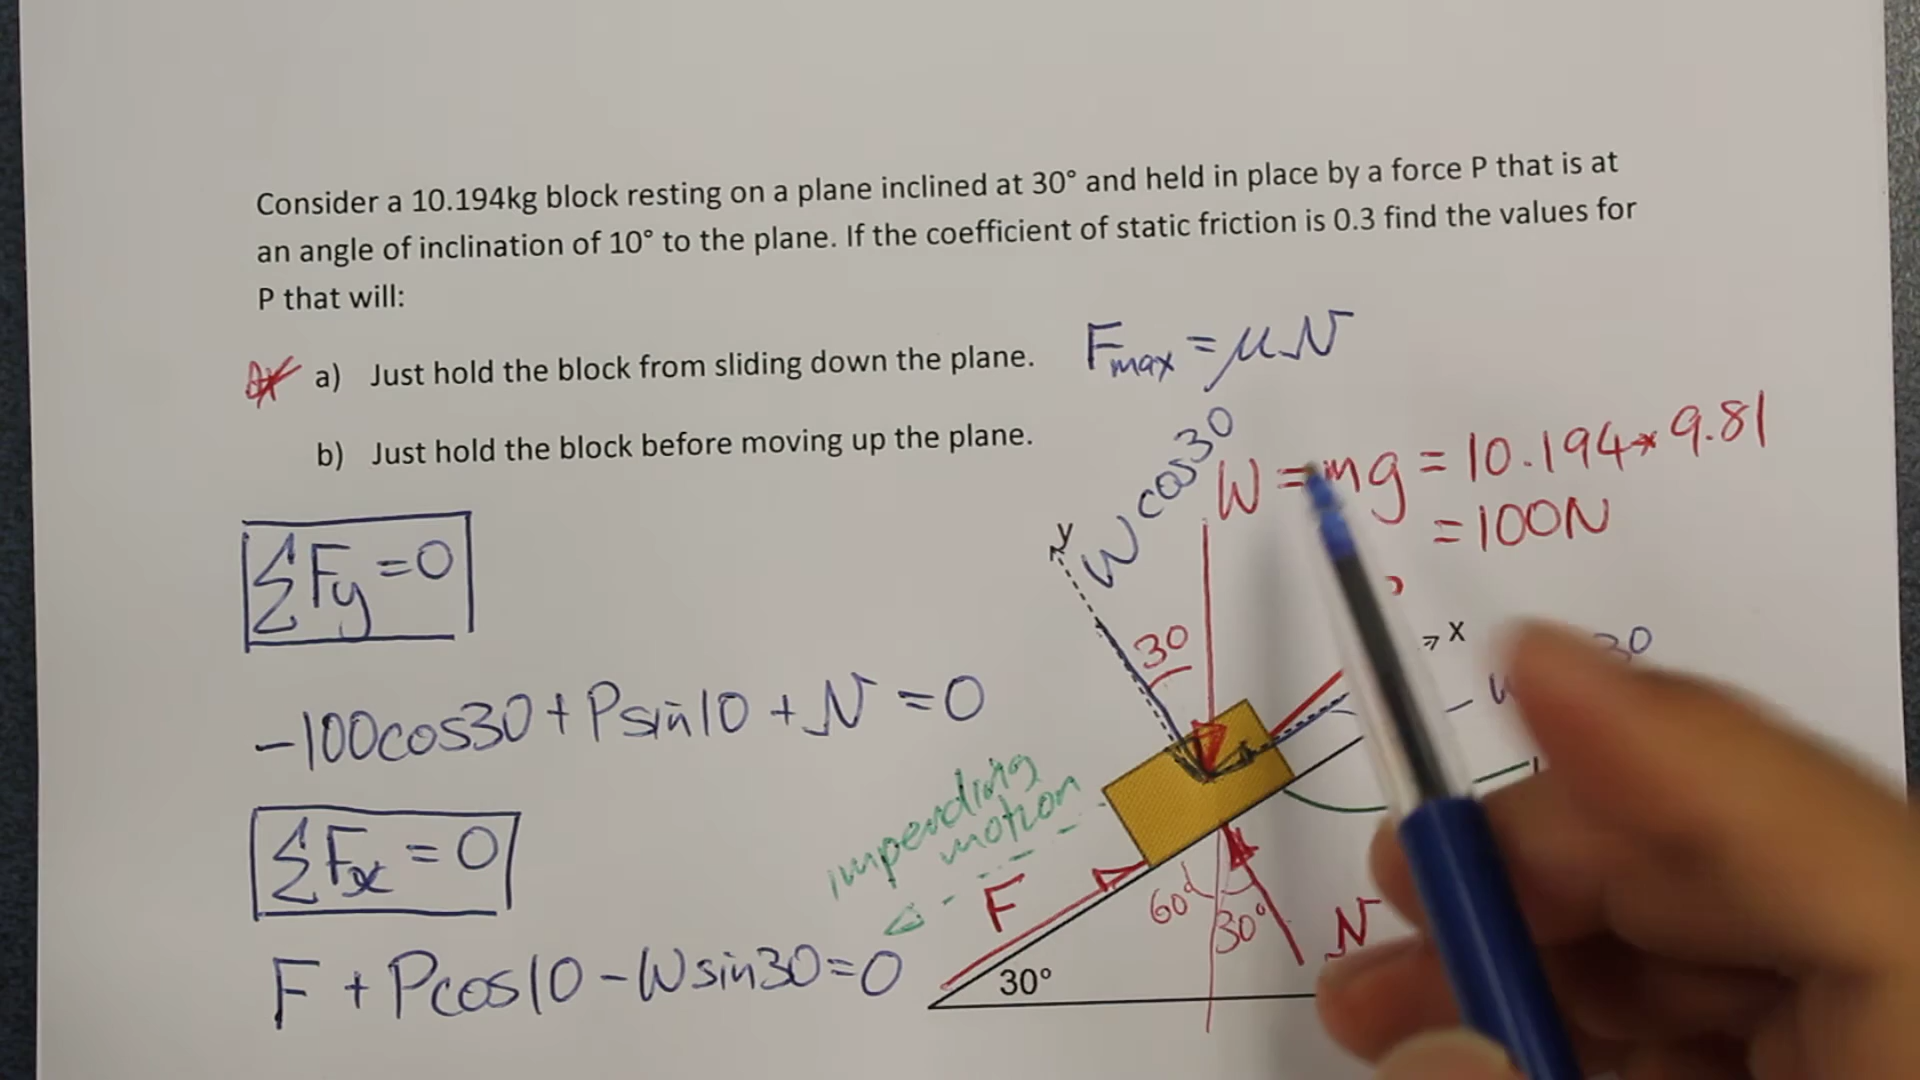 Consider a 10.194kg block resting on a plane inclined at 30° and held in place by a force P that is at
an angle of inclination of 10° to the plane. If the coefficient of static friction is 0.3 find the values for
P that will:
a) Just hold the block from sliding down the plane.
Fmax = μN
b) Just hold the block before moving up the plane.
W = mg = 10.194*9.81
= 100N
W cos30
ΣFy = 0
y
30
x
30
-100cos30 + Psin10 + N = 0
impending
motion
ΣFx = 0
F
60°
30°
N
F + Pcos10 - Wsin30 = 0
30°